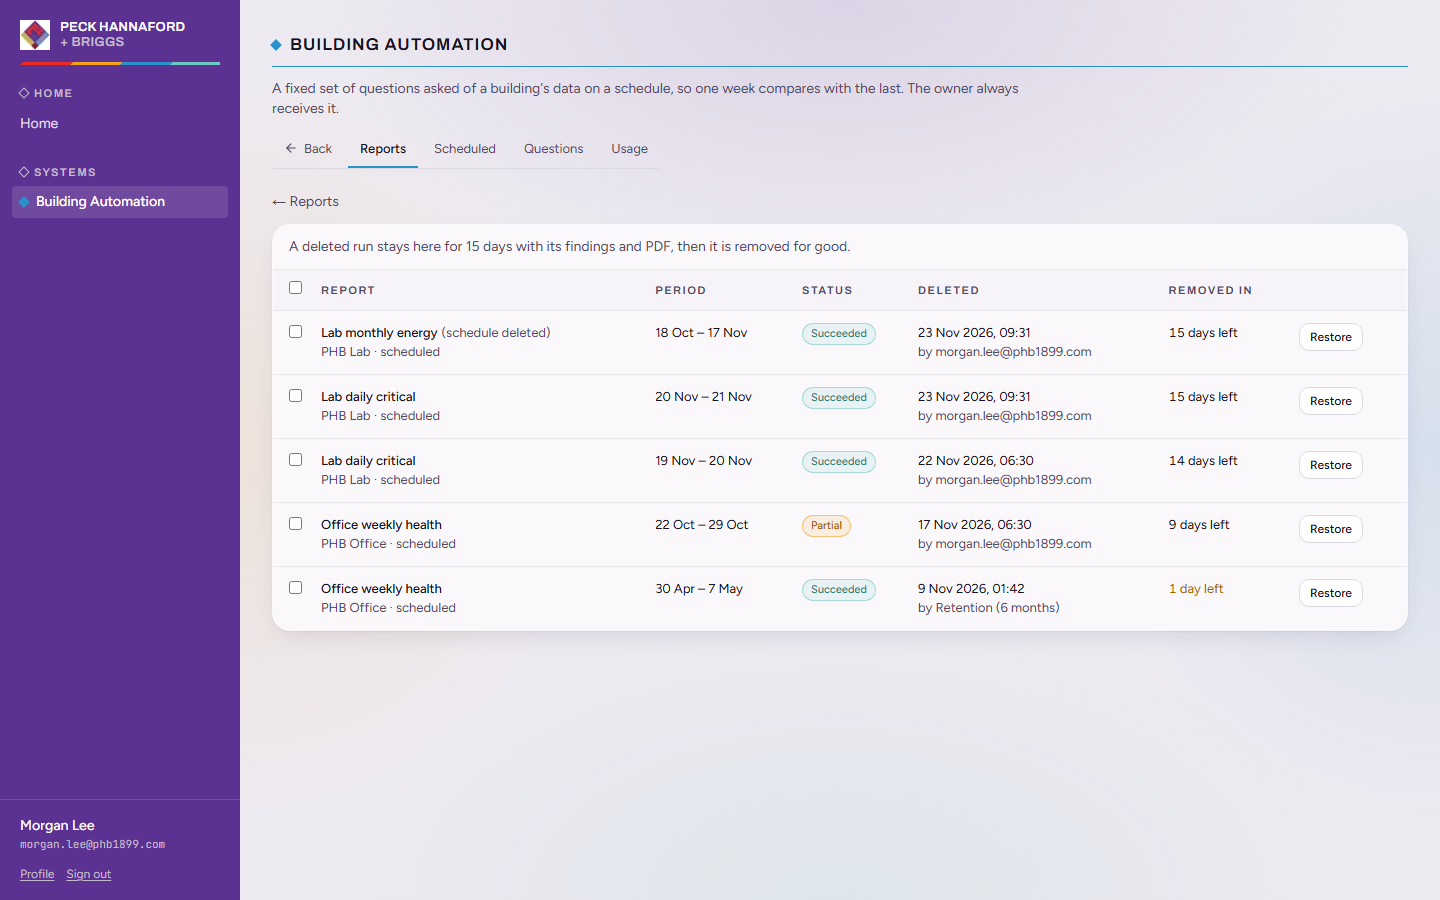 PECK HANNAFORD
+ BRIGGS
HOME
Home
SYSTEMS
Building Automation
Morgan Lee
morgan.lee@phb1899.com
Profile Sign out
BUILDING AUTOMATION
A fixed set of questions asked of a building's data on a schedule, so one week compares with the last. The owner always
receives it.
← Back Reports Scheduled Questions Usage
← Reports
A deleted run stays here for 15 days with its findings and PDF, then it is removed for good.
REPORT PERIOD STATUS DELETED REMOVED IN
Lab monthly energy (schedule deleted) 18 Oct – 17 Nov Succeeded 23 Nov 2026, 09:31 15 days left Restore
PHB Lab · scheduled by morgan.lee@phb1899.com
Lab daily critical 20 Nov – 21 Nov Succeeded 23 Nov 2026, 09:31 15 days left Restore
PHB Lab · scheduled by morgan.lee@phb1899.com
Lab daily critical 19 Nov – 20 Nov Succeeded 22 Nov 2026, 06:30 14 days left Restore
PHB Lab · scheduled by morgan.lee@phb1899.com
Office weekly health 22 Oct – 29 Oct Partial 17 Nov 2026, 06:30 9 days left Restore
PHB Office · scheduled by morgan.lee@phb1899.com
Office weekly health 30 Apr – 7 May Succeeded 9 Nov 2026, 01:42 1 day left Restore
PHB Office · scheduled by Retention (6 months)